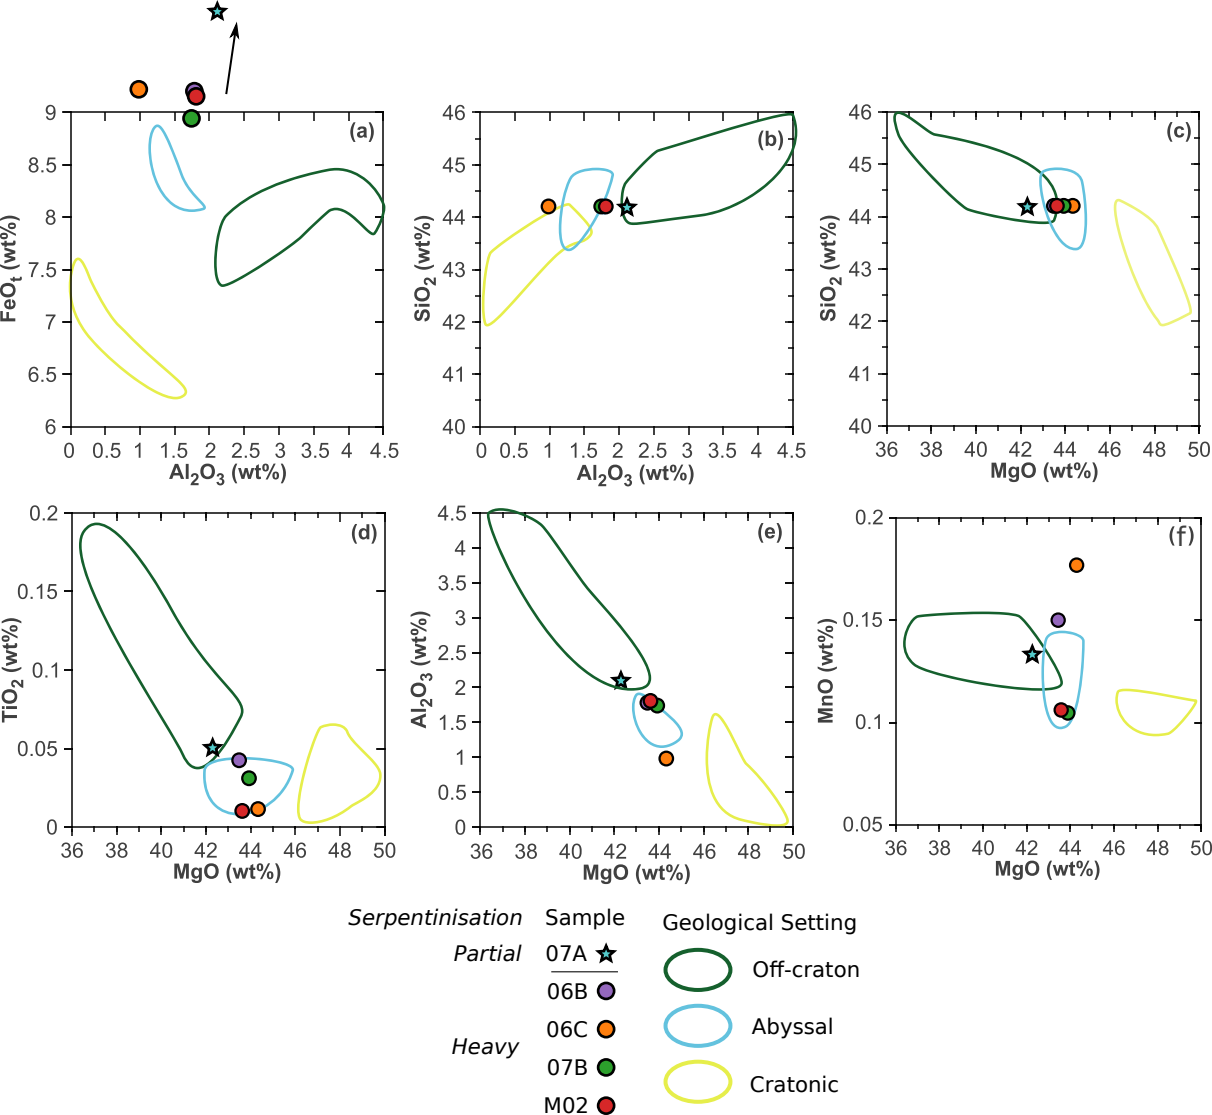 (a)
9
8.5
8
7.5
7
6.5
6
FeOt (wt%)
0 0.5 1 1.5 2 2.5 3 3.5 4 4.5
Al2O3 (wt%)
(b)
46
45
44
43
42
41
40
SiO2 (wt%)
0 0.5 1 1.5 2 2.5 3 3.5 4 4.5
Al2O3 (wt%)
(c)
46
45
44
43
42
41
40
SiO2 (wt%)
36 38 40 42 44 46 48 50
MgO (wt%)
(d)
0.2
0.15
0.1
0.05
0
TiO2 (wt%)
36 38 40 42 44 46 48 50
MgO (wt%)
(e)
4.5
4
3.5
3
2.5
2
1.5
1
0.5
0
Al2O3 (wt%)
36 38 40 42 44 46 48 50
MgO (wt%)
(f)
0.2
0.15
0.1
0.05
MnO (wt%)
36 38 40 42 44 46 48 50
MgO (wt%)
Serpentinisation Sample
Partial 07A
06B
06C
Heavy
07B
M02
Geological Setting
Off-craton
Abyssal
Cratonic